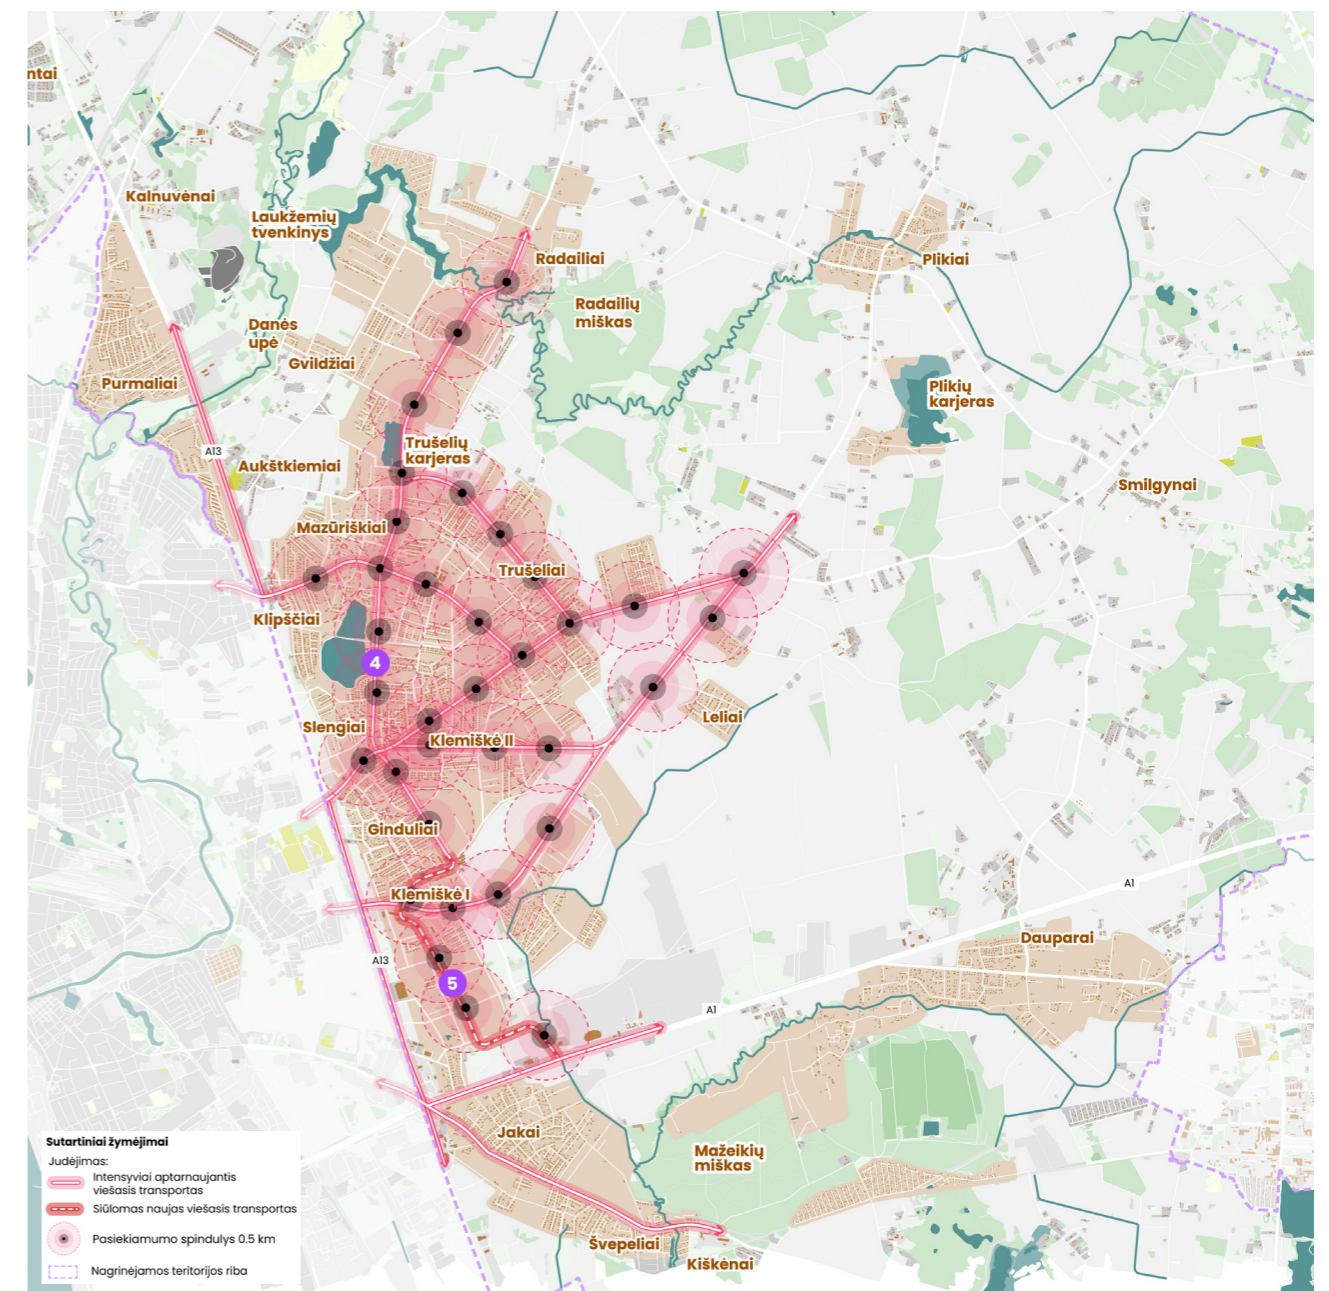 ntai
Kalnuvėnai
Laukžemių
tvenkinys
Radailiai
Plikiai
Radailių
miškas
Danės
upė
Gvildžiai
Purmaliai
Plikių
karjeras
Trušelių
karjeras
A13
Aukštkiemiai
Smilgynai
Mazūriškiai
Trušeliai
Klipščiai
4
Leliai
Slengiai
Klemiškė II
Ginduliai
A1
Klemiškė I
Dauparai
A13
5
A1
Jakai
Mažeikių
miškas
Švepeliai
Kiškėnai
Sutartiniai žymėjimai
Judėjimas:
Intensyviai aptarnaujantis
viešasis transportas
Siūlomas naujas viešasis transportas
Pasiekiamumo spindulys 0.5 km
Nagrinėjamos teritorijos riba